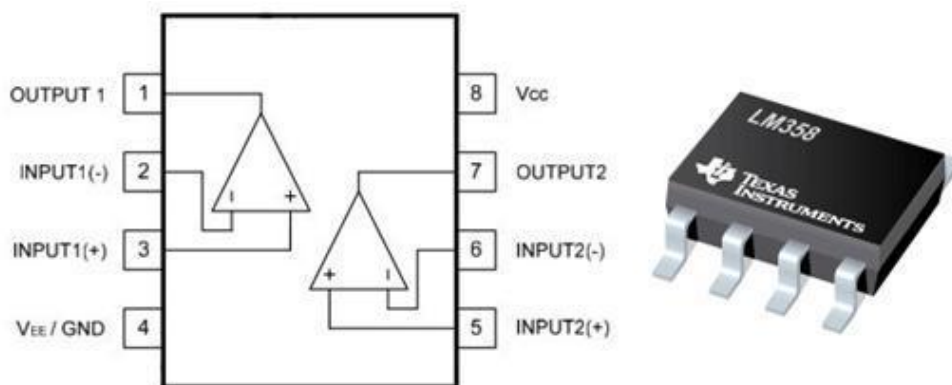 OUTPUT 1 1 8 Vcc
INPUT1(-) 2 7 OUTPUT2
INPUT1(+) 3 6 INPUT2(-)
VEE / GND 4 5 INPUT2(+)
- +
+ -
LM358
TEXAS
INSTRUMENTS